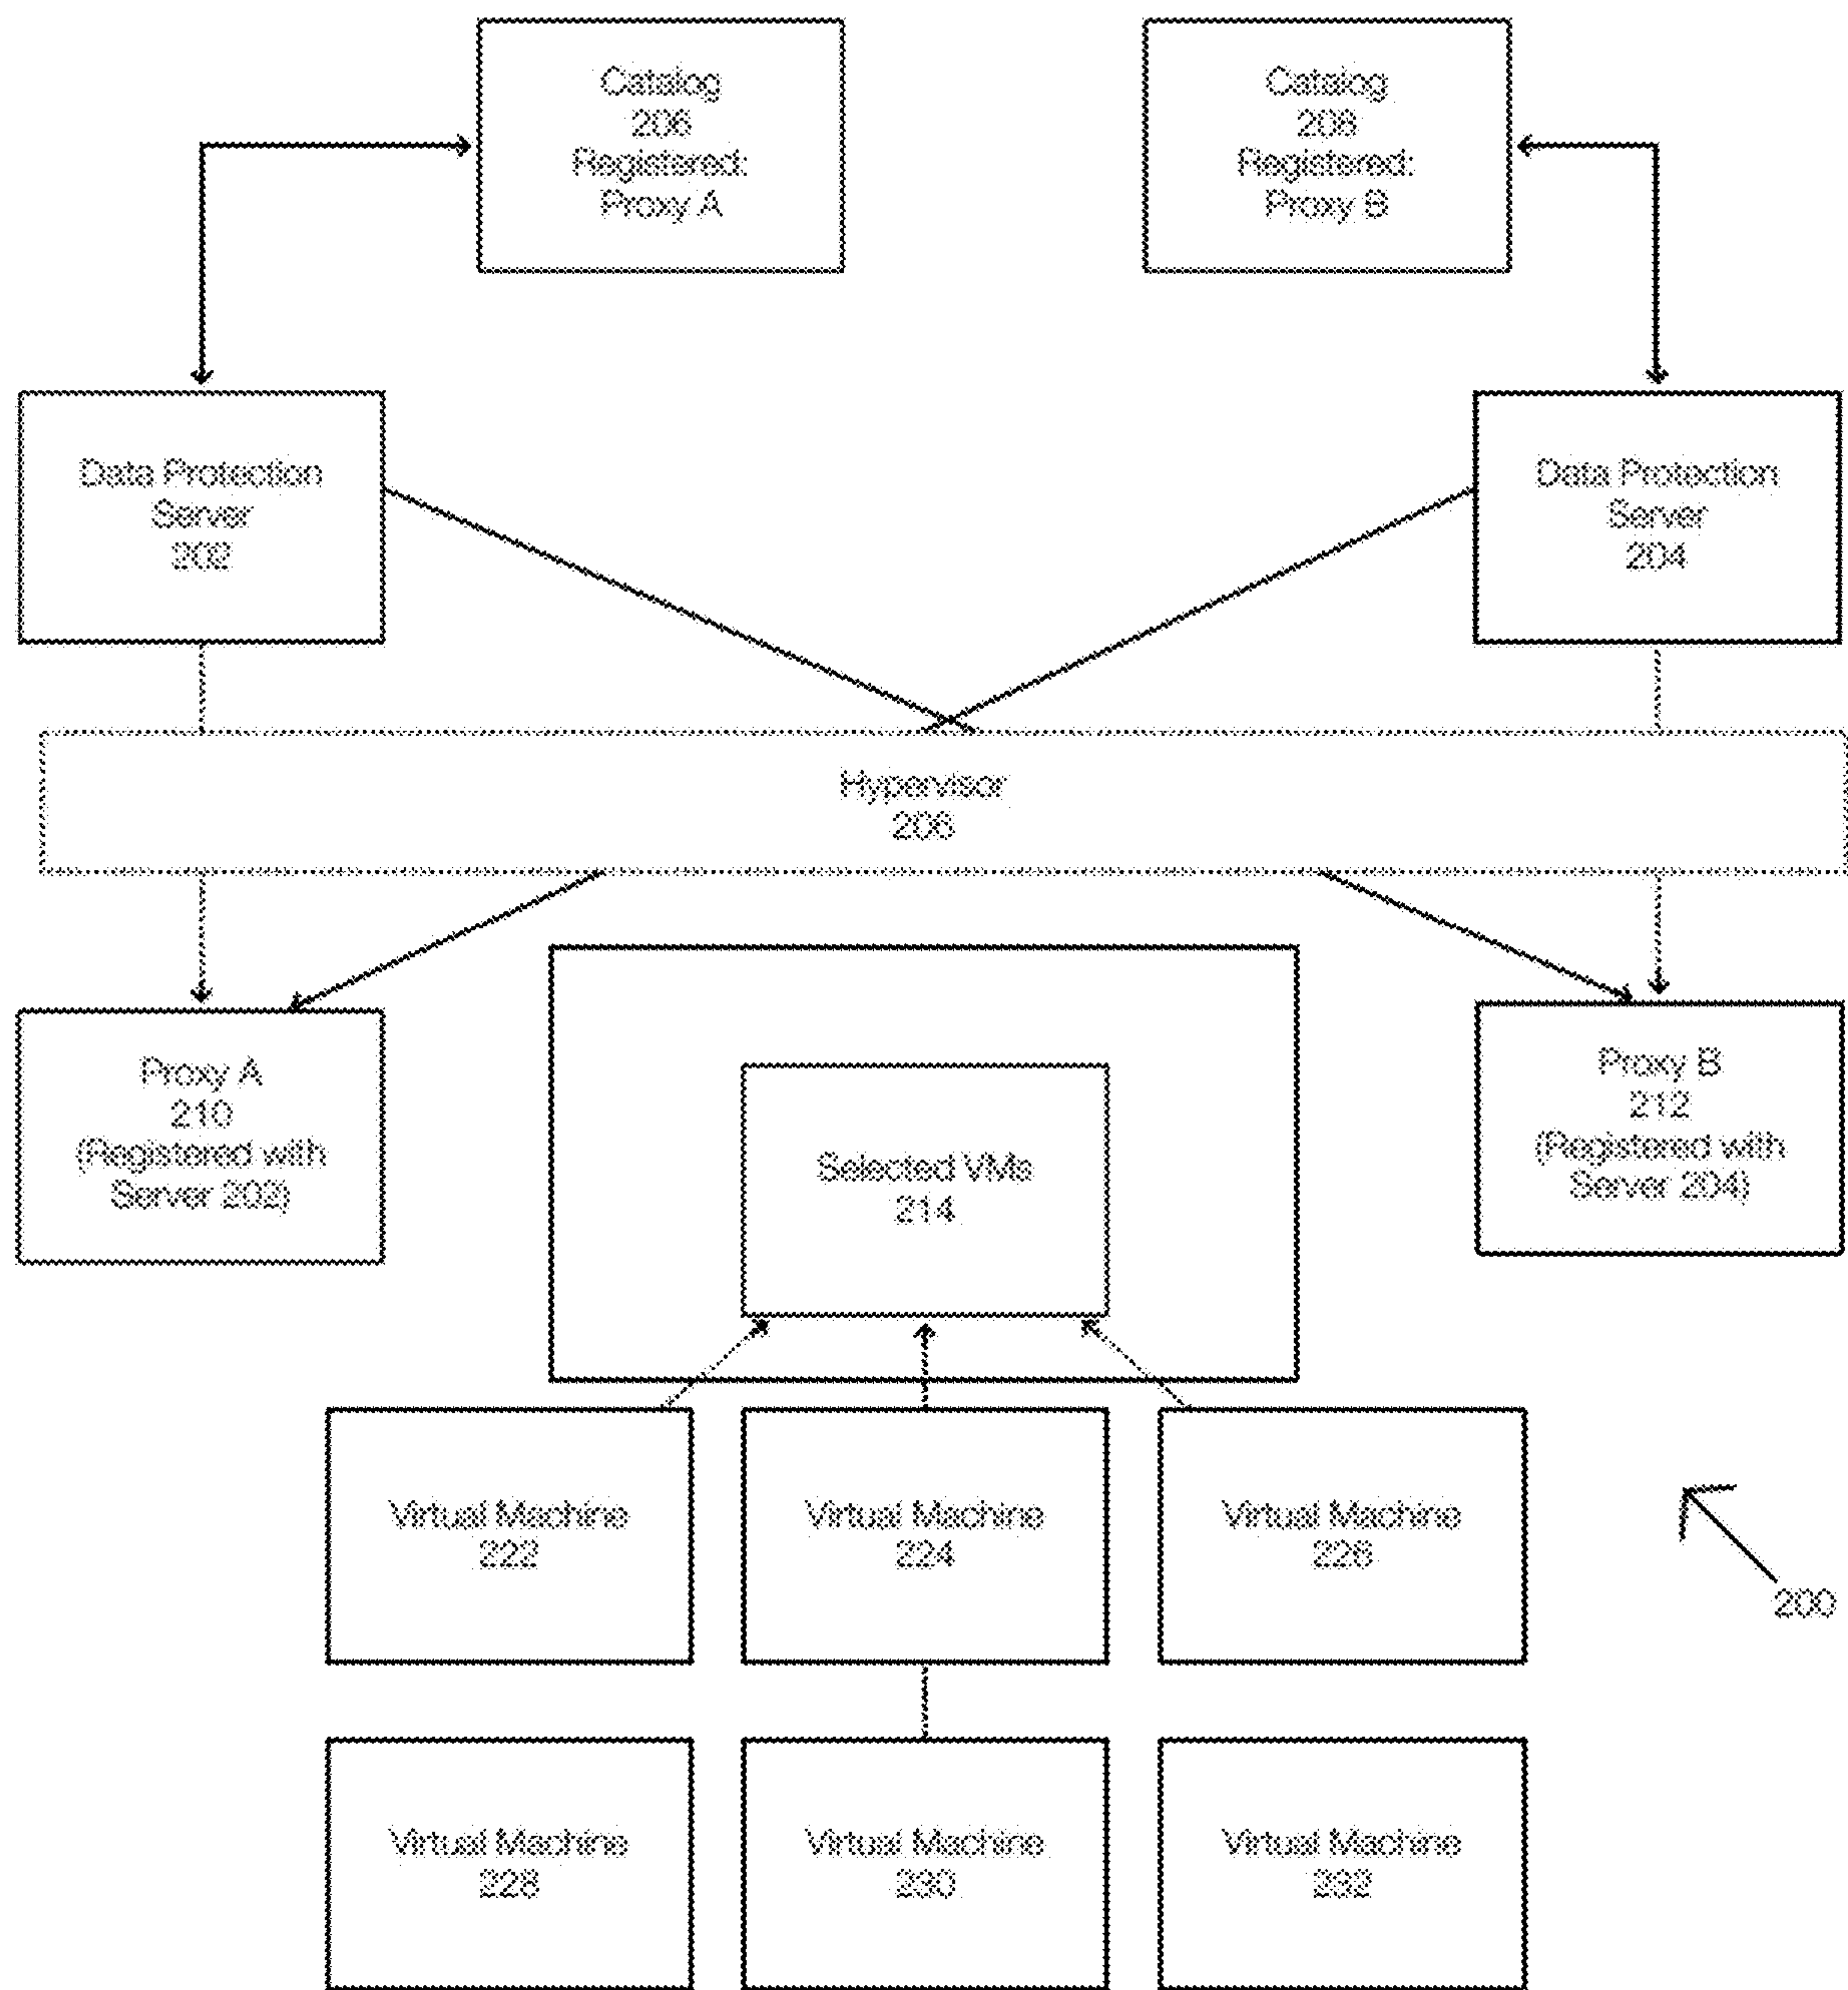 Catalog
206
Registered:
Proxy A
Catalog
208
Registered:
Proxy B
Data Protection
Server
202
Data Protection
Server
204
Hypervisor
206
Proxy A
210
(Registered with
Server 202)
Proxy B
212
(Registered with
Server 204)
Selected VMs
214
Virtual Machine
222
Virtual Machine
224
Virtual Machine
226
200
Virtual Machine
228
Virtual Machine
230
Virtual Machine
232